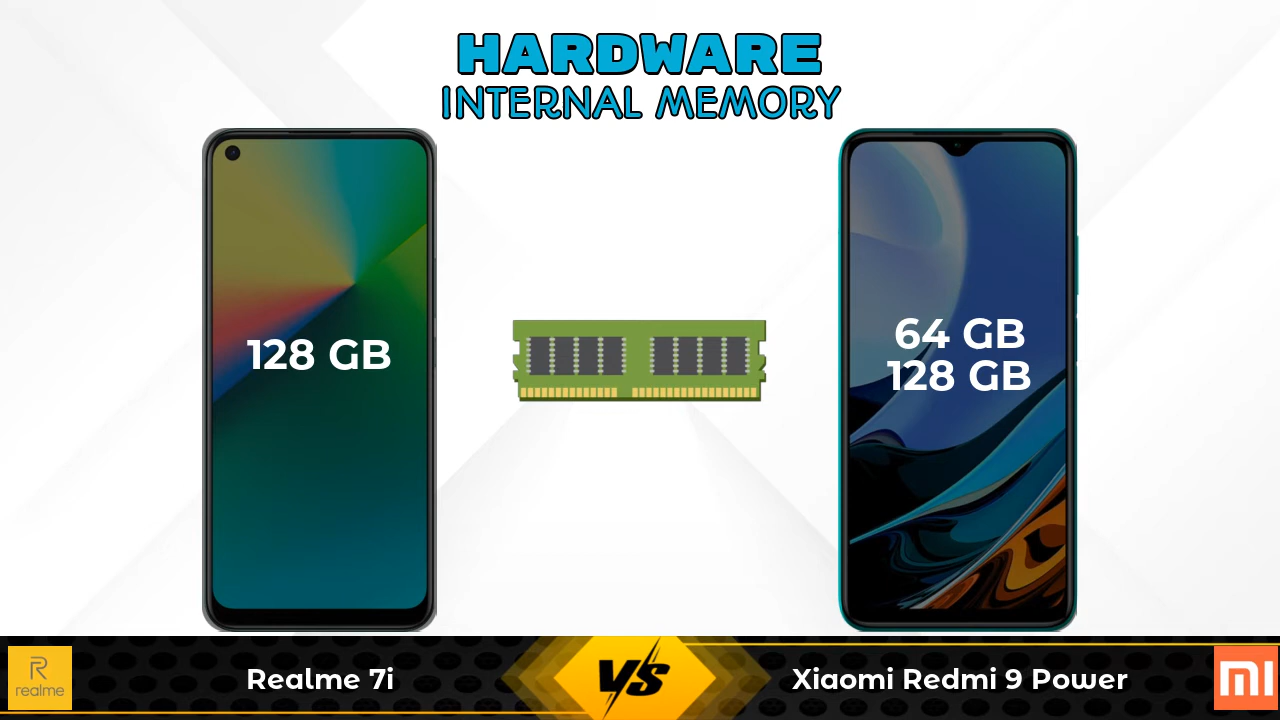 HARDWARE
INTERNAL MEMORY
128 GB
64 GB
128 GB
R
realme
Realme 7i
VS
Xiaomi Redmi 9 Power
MI